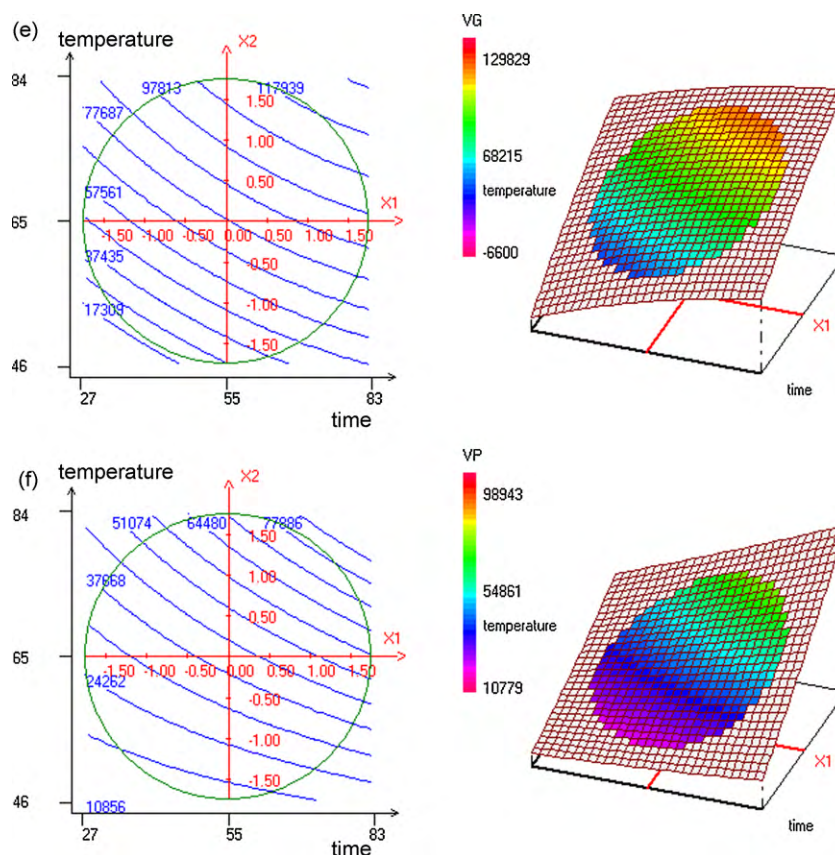 (e)
temperature
X2
84
97813
117939
1.50
77687
1.00
0.50
57561
X1
65
1.50 1.00 0.50 0.00 0.50 1.00 1.50
-0.50
37435
-1.00
17309
-1.50
46
27 55 83
time
VG
129829
68215
temperature
-6600
X1
time
(f)
temperature
X2
84
51074 64480 77886
1.50
37668
1.00
0.50
X1
65
-1.50 -1.00 -0.50 0.00 0.50 1.00 1.50
24262
-0.50
-1.00
-1.50
46
10856
27 55 83
time
VP
98943
54861
temperature
10779
X1
time